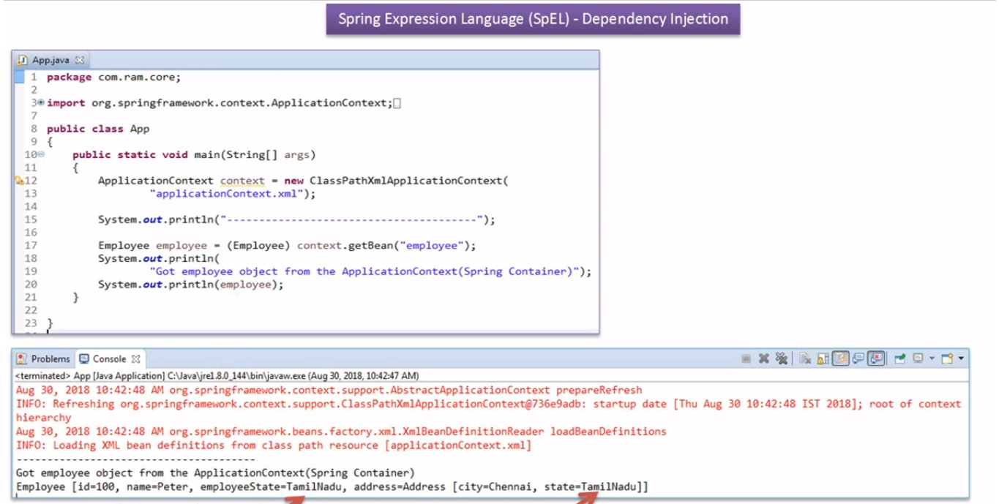 Spring Expression Language (SpEL) - Dependency Injection
App.java
1 package com.ram.core;
2
3 import org.springframework.context.ApplicationContext;
7
8 public class App
9 {
10 public static void main(String[] args)
11 {
12 ApplicationContext context = new ClassPathXmlApplicationContext(
13 "applicationContext.xml");
14
15 System.out.println("---------------------------------------");
16
17 Employee employee = (Employee) context.getBean("employee");
18 System.out.println(
19 "Got employee object from the ApplicationContext(Spring Container)");
20 System.out.println(employee);
21 }
22
23 }
Problems Console
<terminated> App [Java Application] C:\Java\jre1.8.0_144\bin\javaw.exe (Aug 30, 2018, 10:42:47 AM)
Aug 30, 2018 10:42:48 AM org.springframework.context.support.AbstractApplicationContext prepareRefresh
INFO: Refreshing org.springframework.context.support.ClassPathXmlApplicationContext@736e9adb: startup date [Thu Aug 30 10:42:48 IST 2018]; root of context
hierarchy
Aug 30, 2018 10:42:48 AM org.springframework.beans.factory.xml.XmlBeanDefinitionReader loadBeanDefinitions
INFO: Loading XML bean definitions from class path resource [applicationContext.xml]
---------------------------------------
Got employee object from the ApplicationContext(Spring Container)
Employee [id=100, name=Peter, employeeState=TamilNadu, address=Address [city=Chennai, state=TamilNadu]]